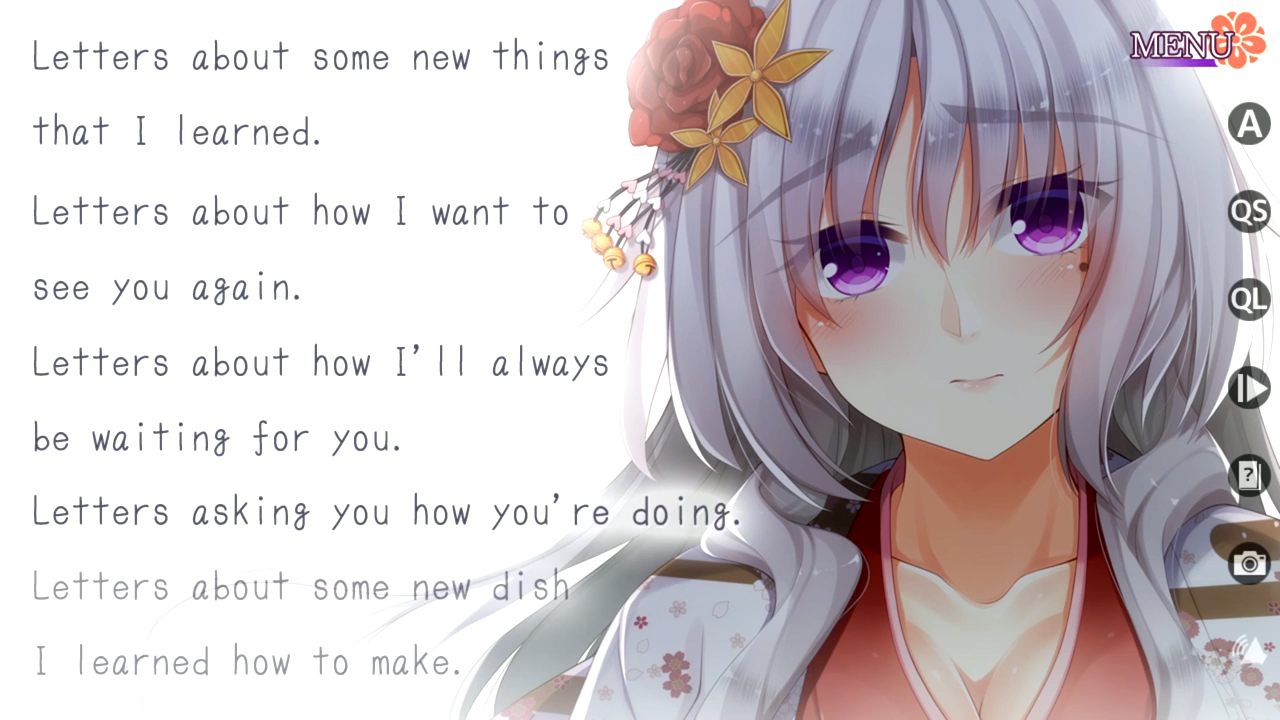 Letters about some new things
that I learned.
Letters about how I want to
see you again.
Letters about how I'll always
be waiting for you.
Letters asking you how you're doing.
Letters about some new dish
I learned how to make.
MENU
A
QS
QL
?